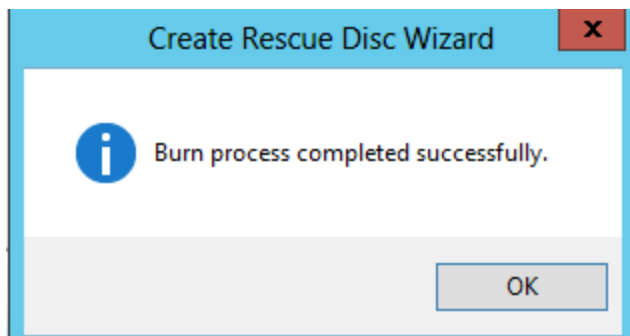 Create Rescue Disc Wizard
x
Burn process completed successfully.
OK